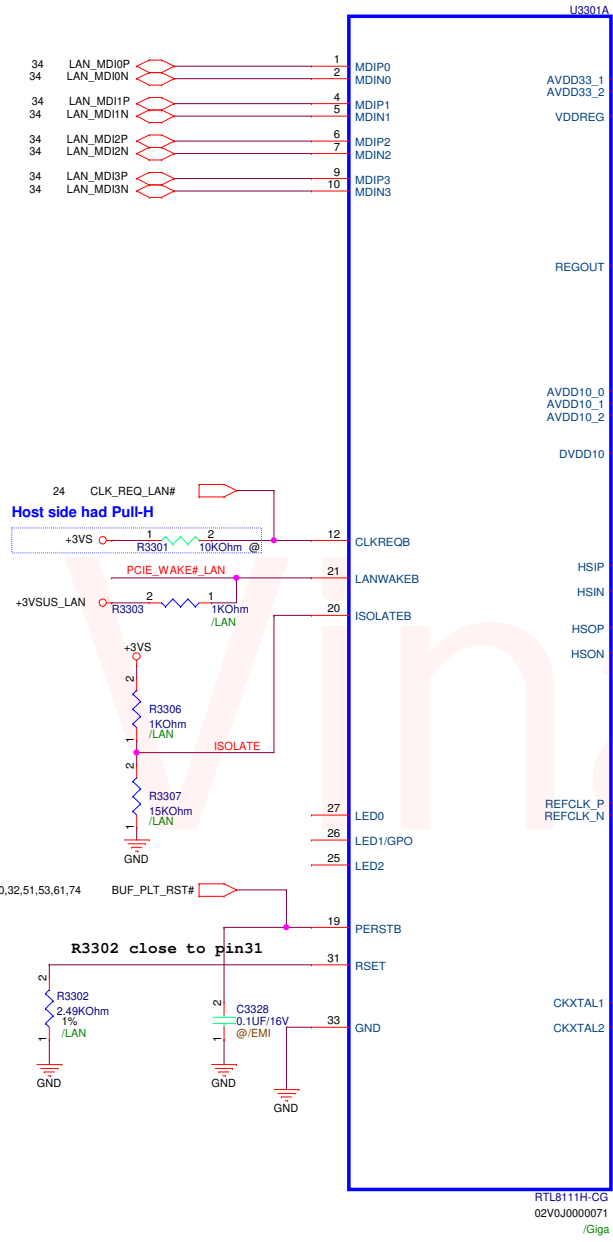 U3301A
34 LAN_MDI0P 1 MDIP0
34 LAN_MDI0N 2 MDIN0
AVDD33_1
AVDD33_2
34 LAN_MDI1P 4 MDIP1
34 LAN_MDI1N 5 MDIN1
VDDREG
34 LAN_MDI2P 6 MDIP2
34 LAN_MDI2N 7 MDIN2
34 LAN_MDI3P 9 MDIP3
34 LAN_MDI3N 10 MDIN3
REGOUT
AVDD10_0
AVDD10_1
AVDD10_2
DVDD10
24 CLK_REQ_LAN#
Host side had Pull-H
+3VS 1 2 12 CLKREQB
R3301 10KOhm @
HSIP
PCIE_WAKE#_LAN 21 LANWAKEB
HSIN
+3VSUS_LAN 2 1
R3303 1KOhm
/LAN
20 ISOLATEB
HSOP
HSON
+3VS
2
R3306
1KOhm
/LAN
1
ISOLATE
2
R3307
15KOhm
/LAN
1
GND
REFCLK_P
REFCLK_N
27 LED0
26 LED1/GPO
25 LED2
0,32,51,53,61,74 BUF_PLT_RST#
19 PERSTB
R3302 close to pin31
31 RSET
2
R3302
2.49KOhm
1%
/LAN
1
GND
2
C3328
0.1UF/16V
@/EMI
1
GND
33 GND
GND
CKXTAL1
CKXTAL2
RTL8111H-CG
02V0J0000071
/Giga
Vina